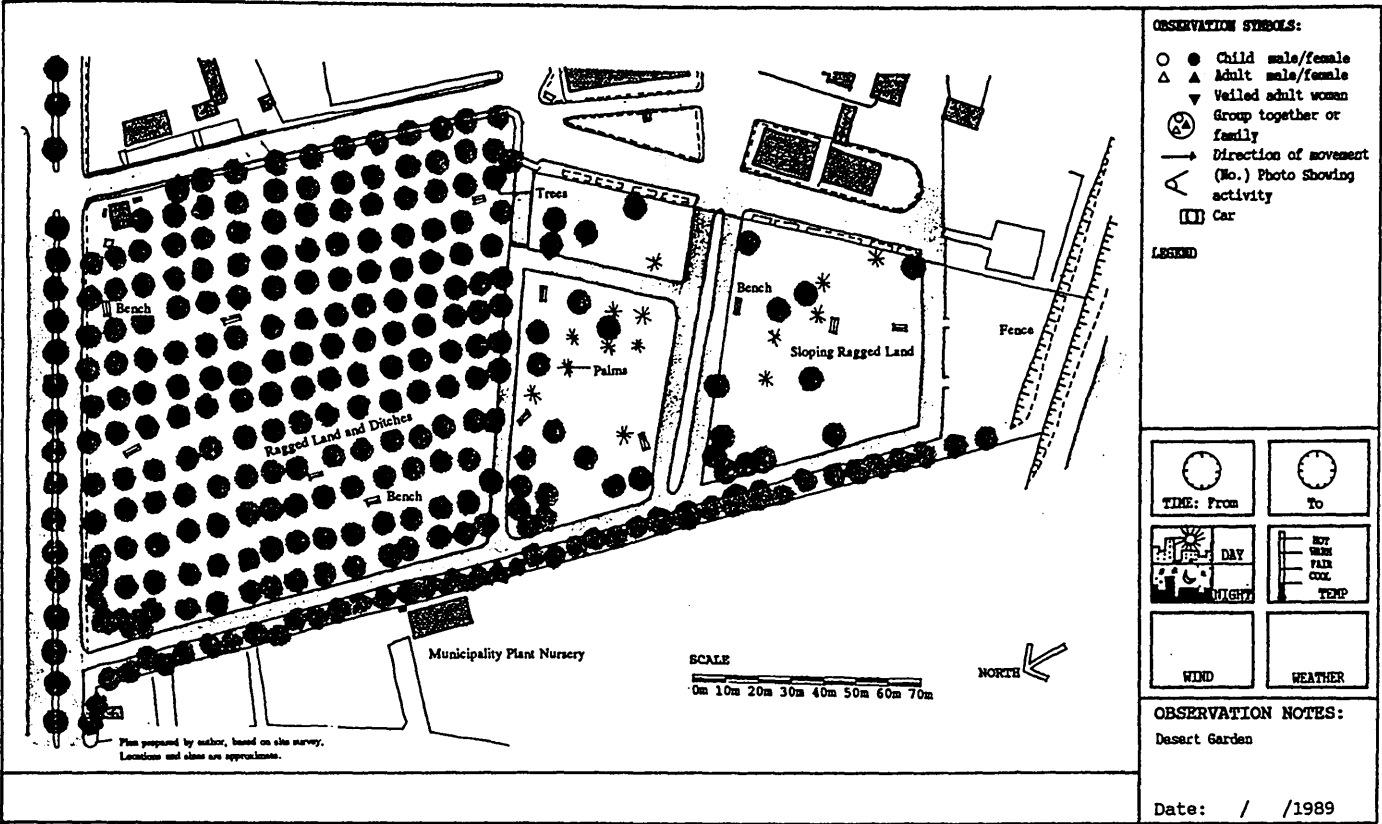 Trees
Bench
Bench
Fence
Sloping Ragged Land
Palms
Ragged Land and Ditches
Bench
Municipality Plant Nursery
SCALE
0m 10m 20m 30m 40m 50m 60m 70m
NORTH
Plan prepared by author, based on site survey.
Locations and sizes are approximate.
OBSERVATION SYMBOLS:
Child male/female
Adult male/female
Veiled adult woman
Group together or
family
Direction of movement
(No.) Photo Showing
activity
Car
LEGEND
TIME: From
To
DAY
NIGHT
HOT
WARM
FAIR
COOL
TEMP
WIND
WEATHER
OBSERVATION NOTES:
Desert Garden
Date: / /1989